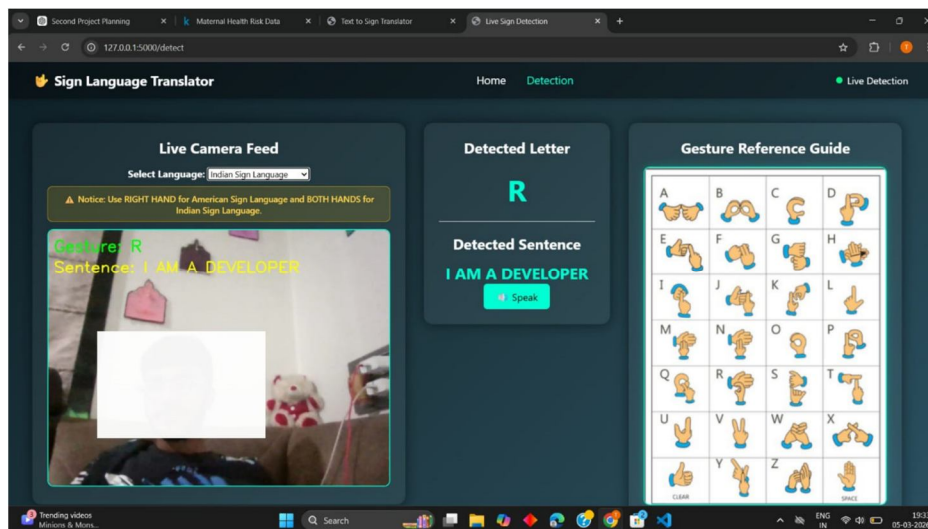 Second Project Planning
Maternal Health Risk Data
Text to Sign Translator
Live Sign Detection
127.0.0.1:5000/detect
Sign Language Translator
Home
Detection
Live Detection
Live Camera Feed
Select Language: Indian Sign Language
Notice: Use RIGHT HAND for American Sign Language and BOTH HANDS for
Indian Sign Language.
Gesture: R
Sentence: I AM A DEVELOPER
Detected Letter
R
Detected Sentence
I AM A DEVELOPER
Speak
Gesture Reference Guide
A B C D
E F G H
I J K L
M N O P
Q R S T
U V W X
CLEAR Y Z SPACE
Trending videos
Minions & Mons...
Search
ENG
IN
05-03-202